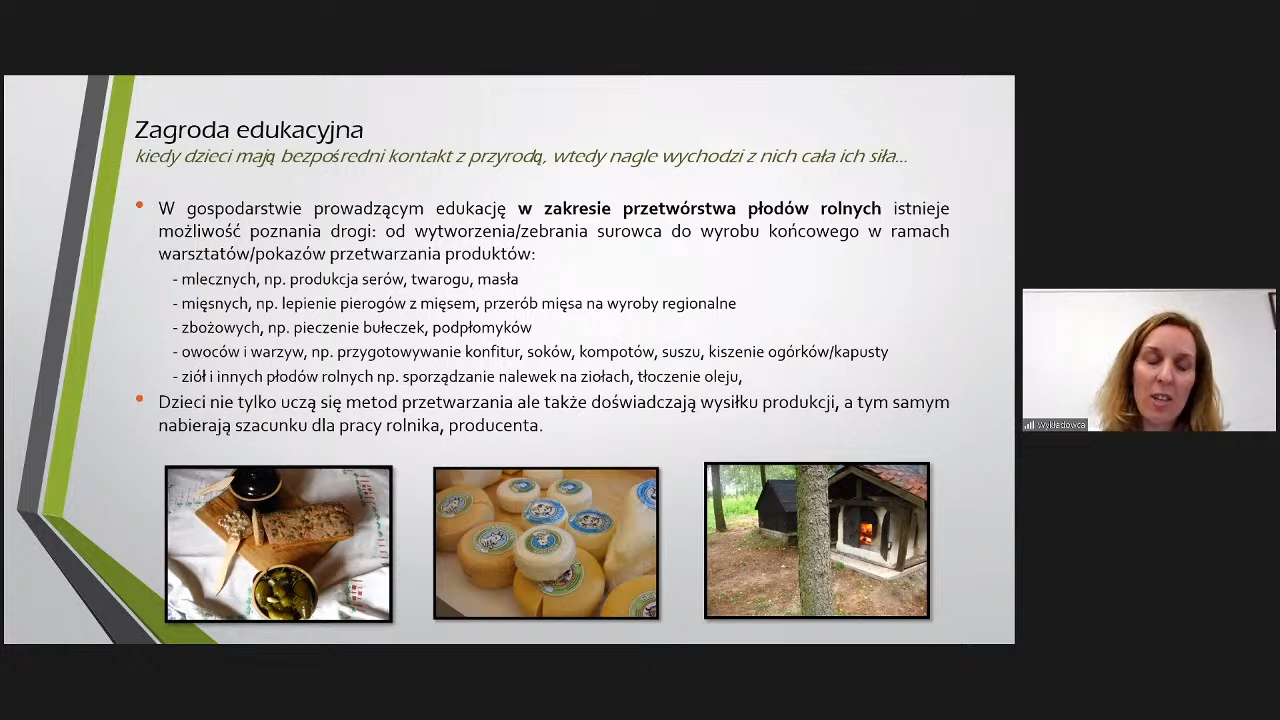 Zagroda edukacyjna
kiedy dzieci mają bezpośredni kontakt z przyrodą, wtedy nagle wychodzi z nich cała ich siła...
• W gospodarstwie prowadzącym edukację w zakresie przetwórstwa płodów rolnych istnieje
możliwość poznania drogi: od wytworzenia/zebrania surowca do wyrobu końcowego w ramach
warsztatów/pokazów przetwarzania produktów:
- mlecznych, np. produkcja serów, twarogu, masła
- mięsnych, np. lepienie pierogów z mięsem, przerób mięsa na wyroby regionalne
- zbożowych, np. pieczenie bułeczek, podpłomyków
- owoców i warzyw, np. przygotowywanie konfitur, soków, kompotów, suszu, kiszenie ogórków/kapusty
- ziół i innych płodów rolnych np. sporządzanie nalewek na ziołach, tłoczenie oleju,
• Dzieci nie tylko uczą się metod przetwarzania ale także doświadczają wysiłku produkcji, a tym samym
nabierają szacunku dla pracy rolnika, producenta.
Wykładowca